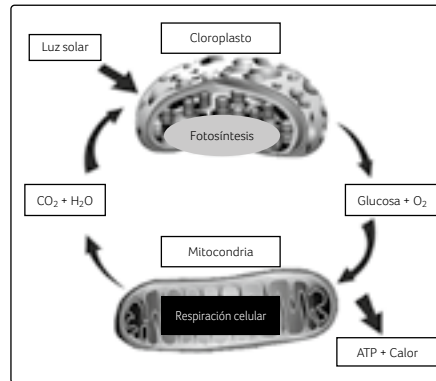 Cloroplasto
Luz solar
Fotosíntesis
CO₂ + H₂O
Glucosa + O₂
Mitocondria
Respiración celular
ATP + Calor